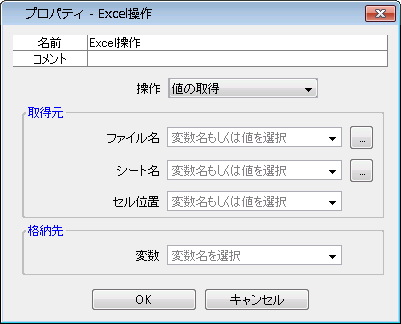 プロパティ - Excel操作
名前 Excel操作
コメント
操作 値の取得
取得元
ファイル名 変数名もしくは値を選択 ...
シート名 変数名もしくは値を選択 ...
セル位置 変数名もしくは値を選択
格納先
変数 変数名を選択
OK キャンセル